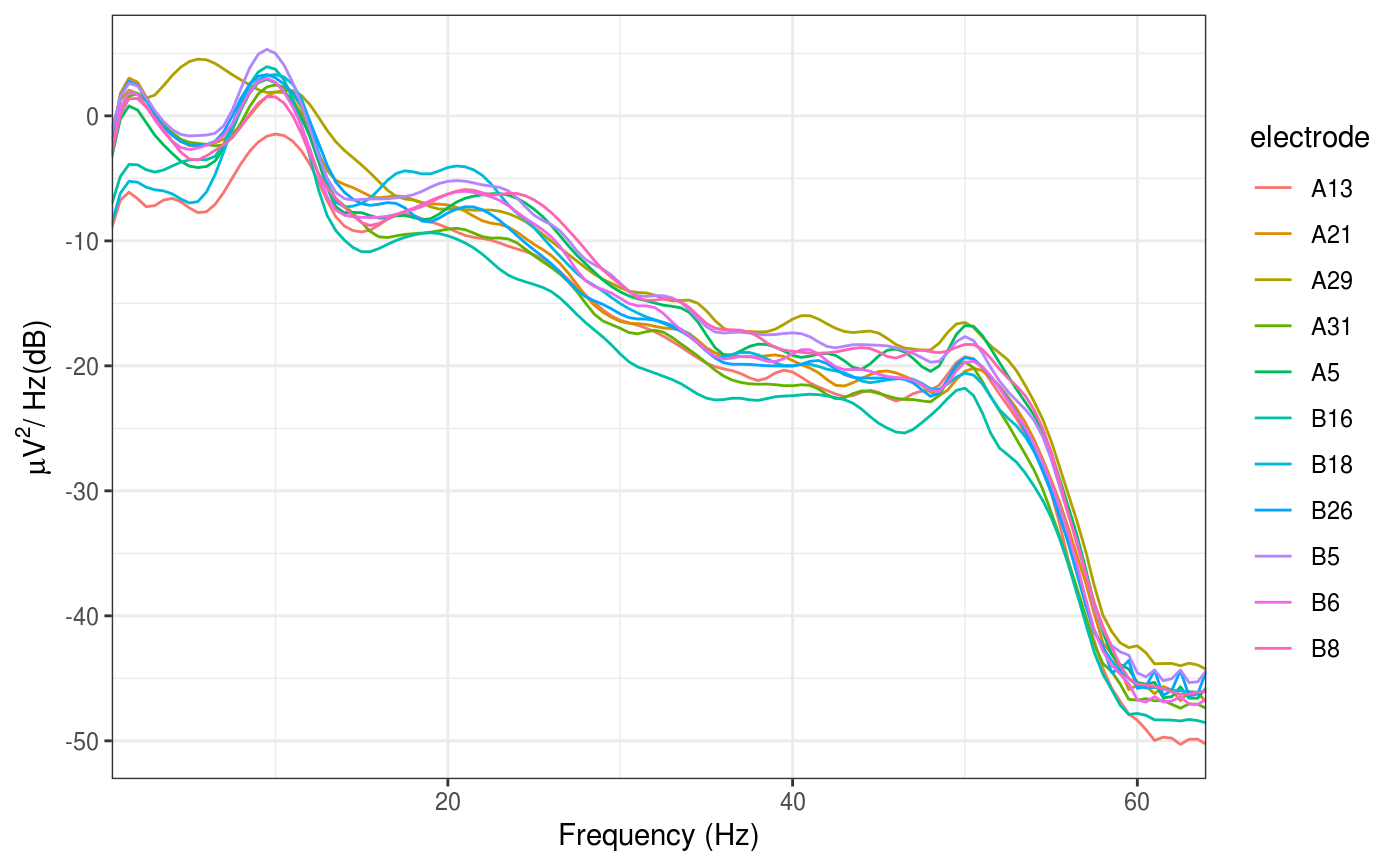 0
-10
-20
-30
-40
-50
20
40
60
Frequency (Hz)
μV²/ Hz(dB)
electrode
A13
A21
A29
A31
A5
B16
B18
B26
B5
B6
B8